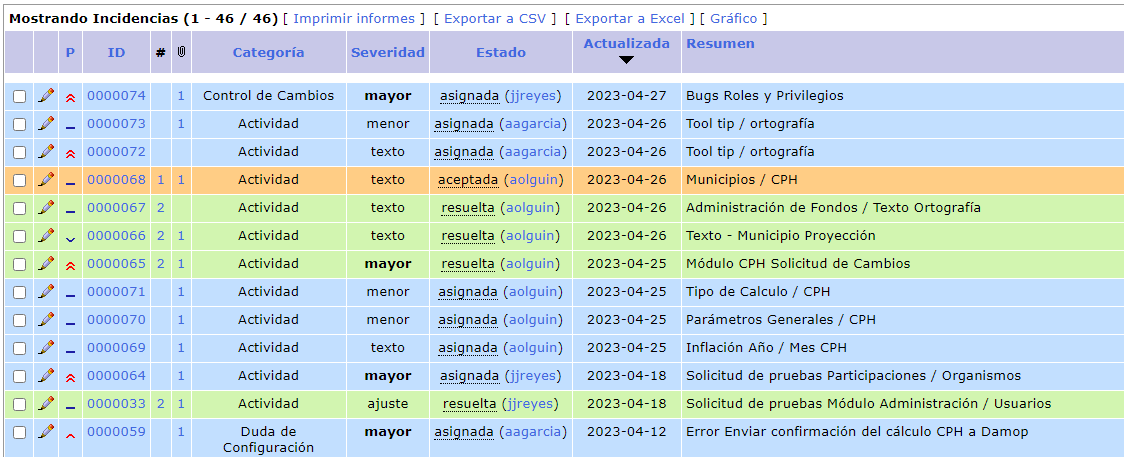 Mostrando Incidencias (1 - 46 / 46) [ Imprimir informes ] [ Exportar a CSV ] [ Exportar a Excel ] [ Gráfico ]
P ID # Categoría Severidad Estado Actualizada Resumen
0000074 1 Control de Cambios mayor asignada (jjreyes) 2023-04-27 Bugs Roles y Privilegios
0000073 1 Actividad menor asignada (aagarcia) 2023-04-26 Tool tip / ortografía
0000072 Actividad texto asignada (aagarcia) 2023-04-26 Tool tip / ortografía
0000068 1 1 Actividad texto aceptada (aolguin) 2023-04-26 Municipios / CPH
0000067 2 Actividad texto resuelta (aolguin) 2023-04-26 Administración de Fondos / Texto Ortografía
0000066 2 1 Actividad texto resuelta (aolguin) 2023-04-26 Texto - Municipio Proyección
0000065 2 1 Actividad mayor resuelta (aolguin) 2023-04-25 Módulo CPH Solicitud de Cambios
0000071 1 Actividad menor asignada (aolguin) 2023-04-25 Tipo de Calculo / CPH
0000070 1 Actividad menor asignada (aolguin) 2023-04-25 Parámetros Generales / CPH
0000069 1 Actividad texto asignada (aolguin) 2023-04-25 Inflación Año / Mes CPH
0000064 1 Actividad mayor asignada (jjreyes) 2023-04-18 Solicitud de pruebas Participaciones / Organismos
0000033 2 1 Actividad ajuste resuelta (jjreyes) 2023-04-18 Solicitud de pruebas Módulo Administración / Usuarios
0000059 1 Duda de mayor asignada (aagarcia) 2023-04-12 Error Enviar confirmación del cálculo CPH a Damop
Configuración